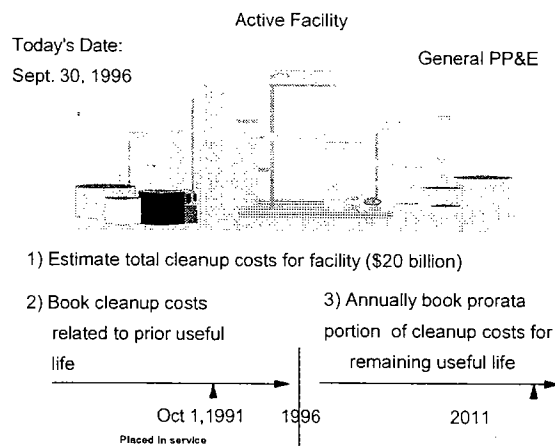 Active Facility
Today's Date:
Sept. 30, 1996
General PP&E
1) Estimate total cleanup costs for facility ($20 billion)
2) Book cleanup costs
related to prior useful
life
3) Annually book prorata
portion of cleanup costs for
remaining useful life
Oct 1,1991
1996
2011
Placed in service